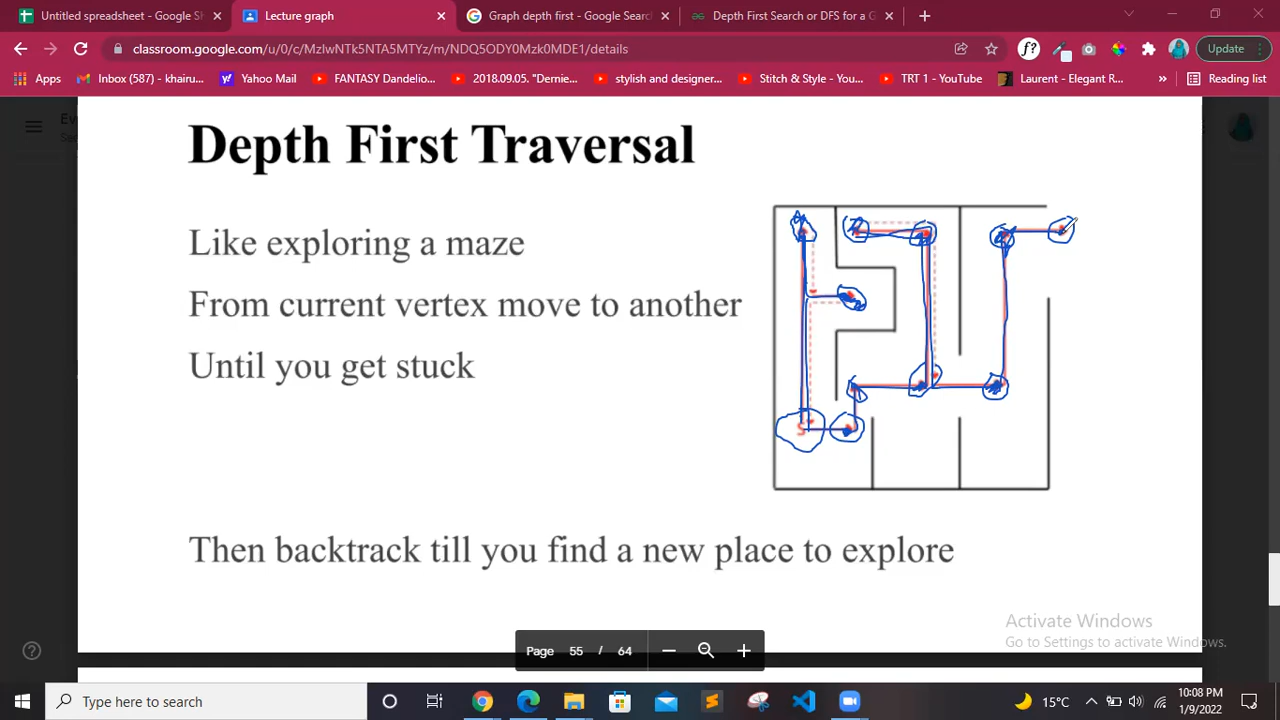 Untitled spreadsheet - Google Sh
Lecture graph
Graph depth first - Google Searc
Depth First Search or DFS for a G
classroom.google.com/u/0/c/MzIwNTk5NTA5MTYz/m/NDQ5ODY0Mzk0MDE1/details
Update
Apps
Inbox (587) - khairu...
Yahoo Mail
FANTASY Dandelio...
2018.09.05. "Dernie...
stylish and designer...
Stitch & Style - You...
TRT 1 - YouTube
Laurent - Elegant R...
Reading list
Depth First Traversal
Like exploring a maze
From current vertex move to another
Until you get stuck
S
Then backtrack till you find a new place to explore
Activate Windows
Go to Settings to activate Windows.
Page 55 / 64
Type here to search
15°C
10:08 PM
1/9/2022